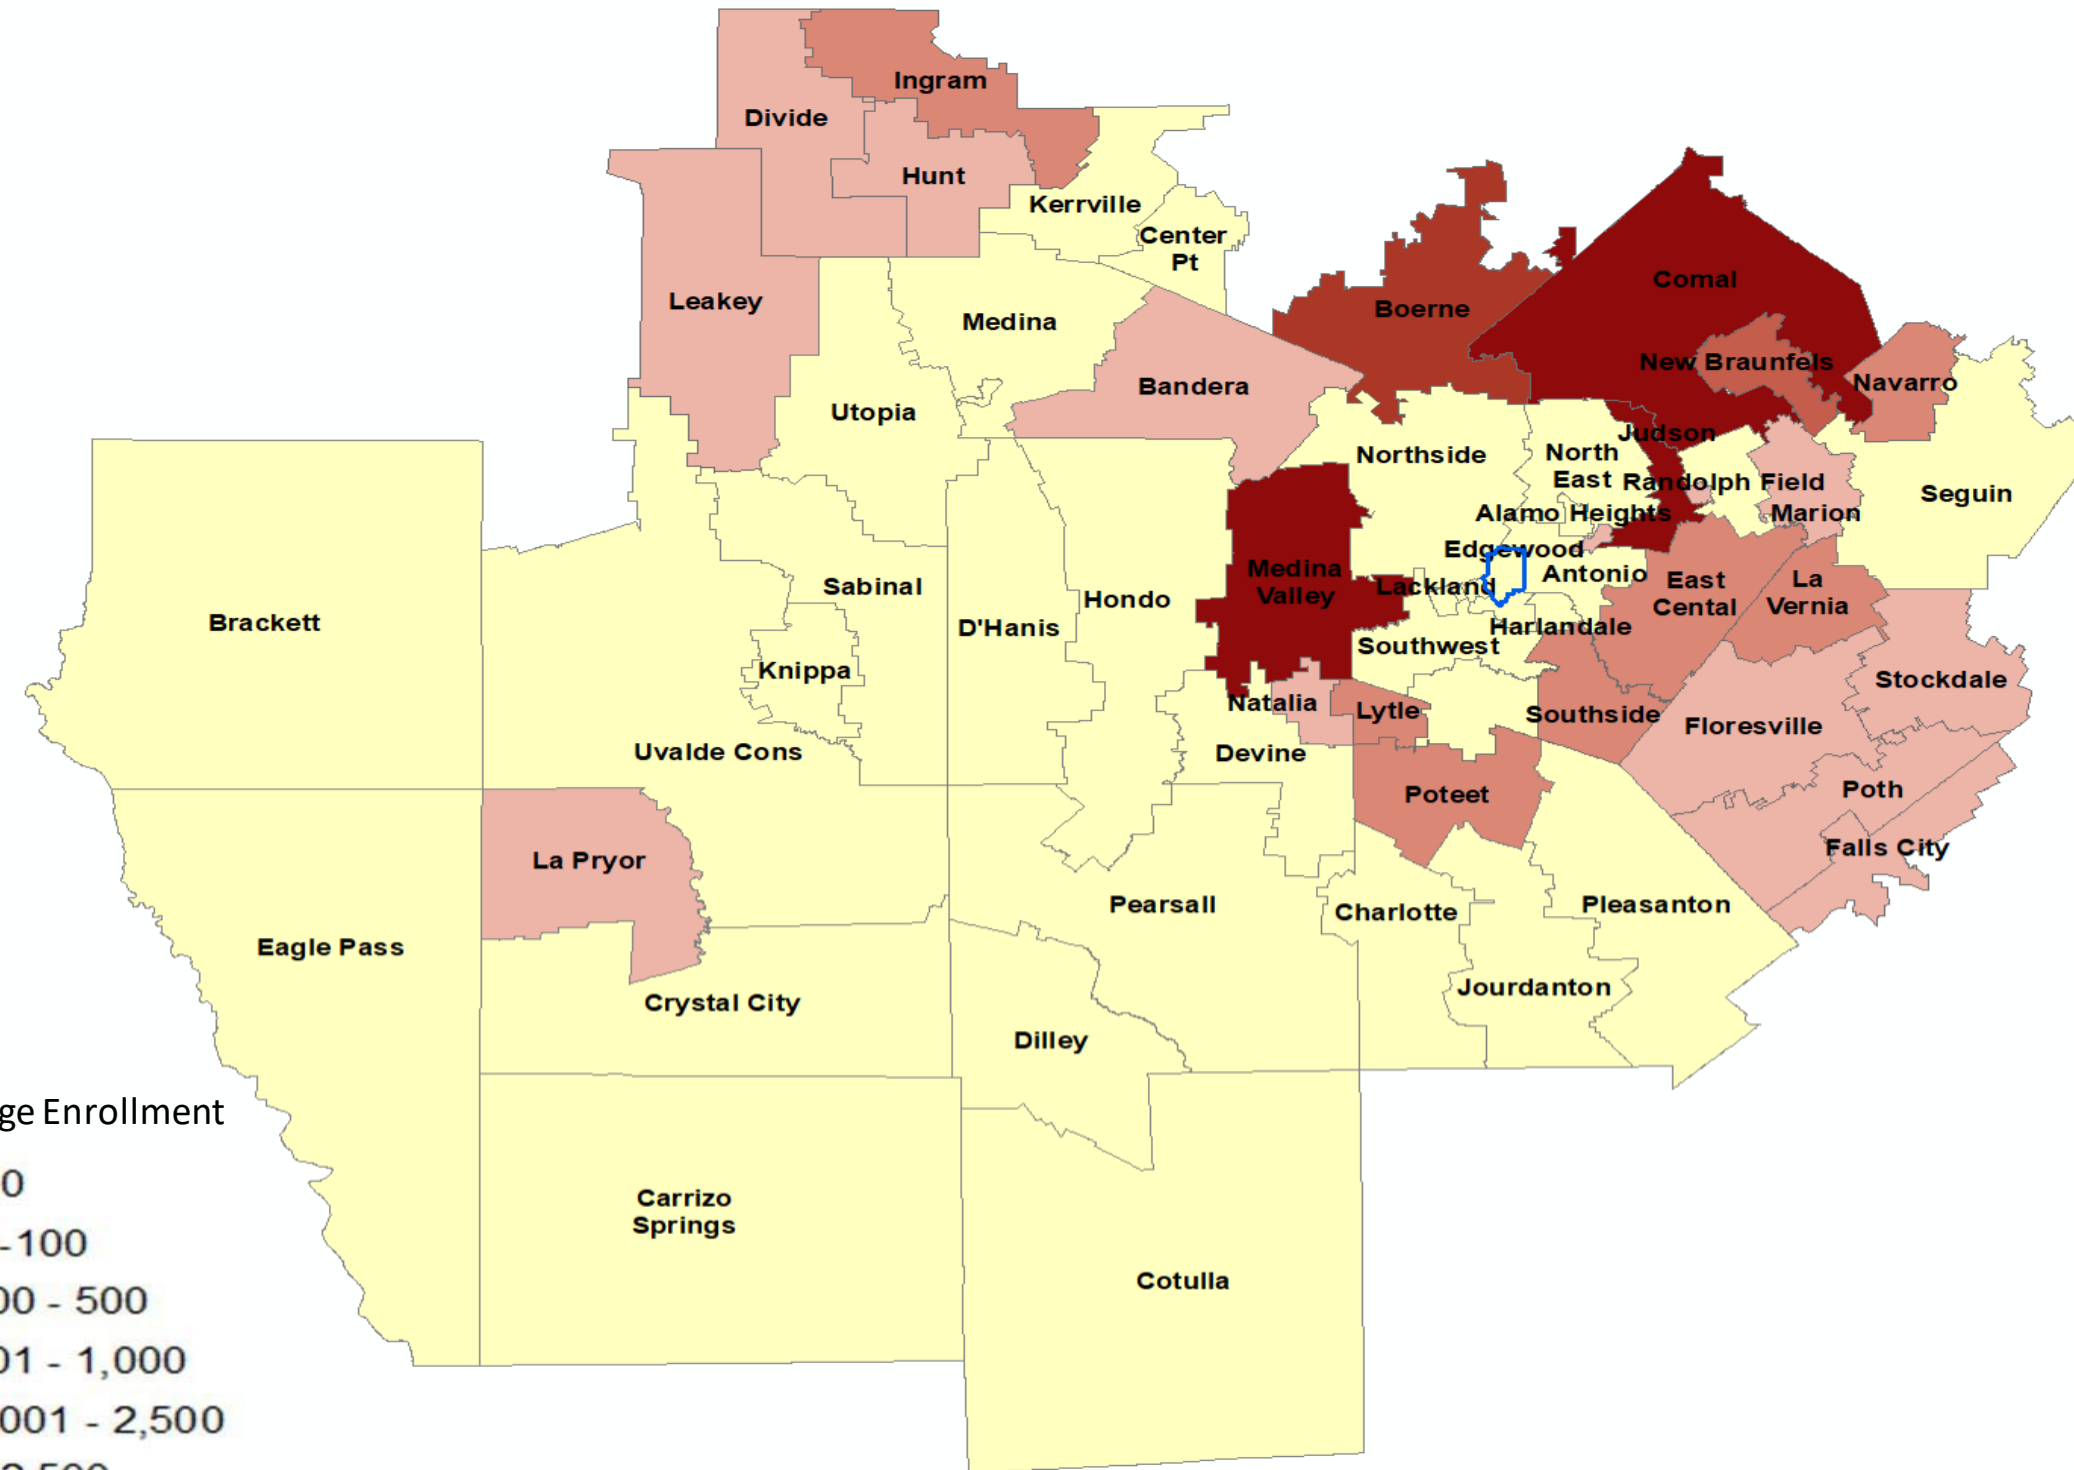 Ingram
Divide
Hunt
Kerrville
Center
Pt
Comal
Leakey
Boerne
Medina
New Braunfels
Bandera
Navarro
Utopia
Judson
Northside
North
East
Randolph Field
Seguin
Alamo Heights
Marion
Edgewood
Medina
Valley
Antonio
Lackland
East
Cental
La
Vernia
Sabinal
Hondo
Brackett
D'Hanis
Harlandale
Southwest
Knippa
Stockdale
Natalia
Lytle
Southside
Floresville
Uvalde Cons
Devine
Poth
Poteet
Falls City
La Pryor
Pearsall
Charlotte
Pleasanton
Eagle Pass
Jourdanton
Crystal City
Dilley
Carrizo
Springs
Cotulla
ge Enrollment
0
-100
00 - 500
01 - 1,000
001 - 2,500